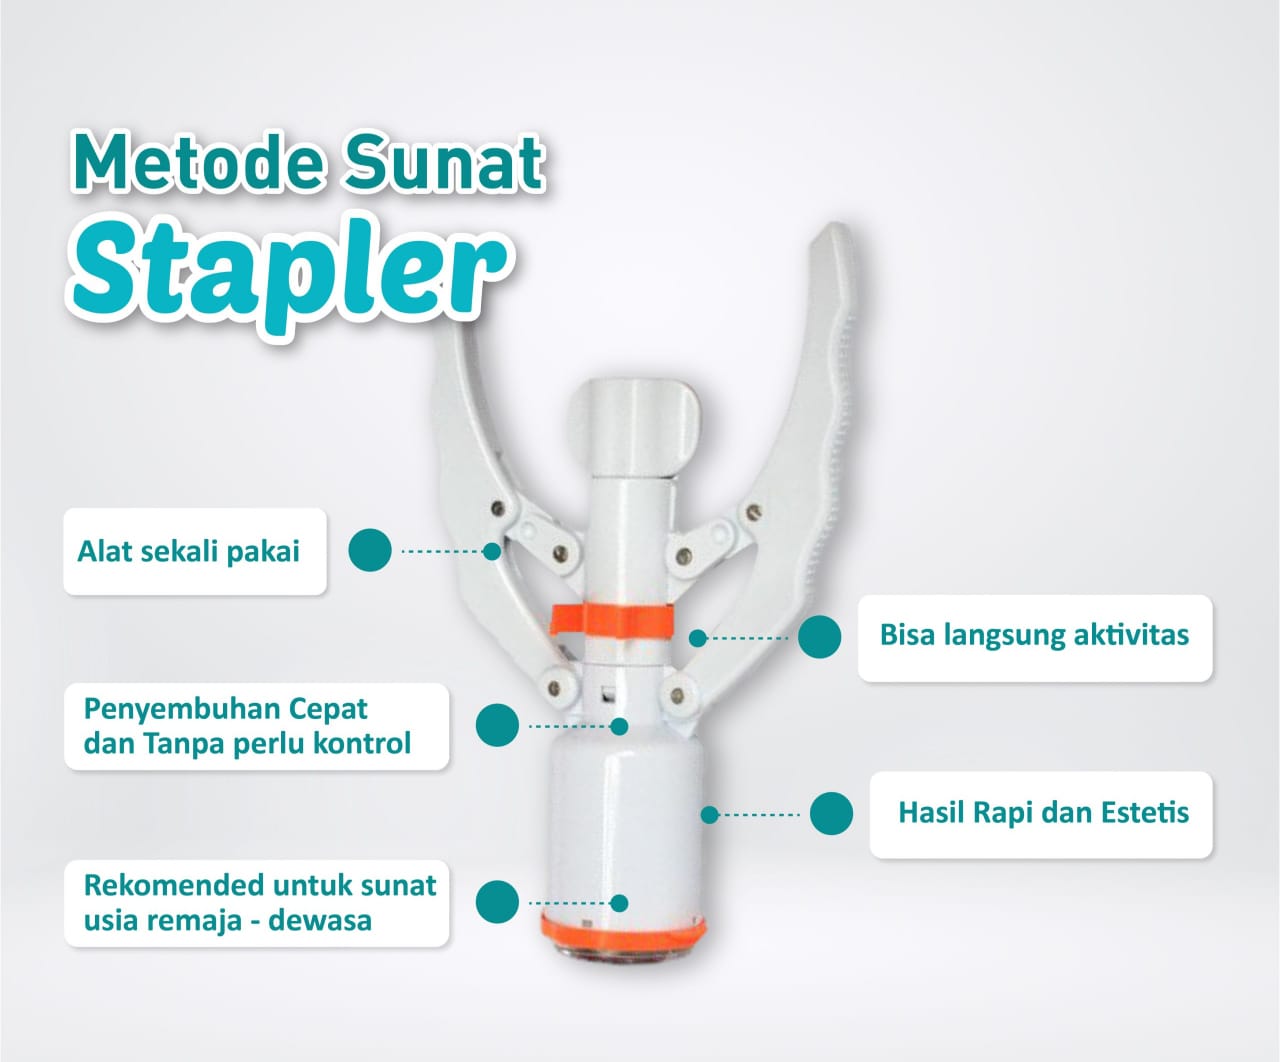 Metode Sunat
Stapler
Alat sekali pakai
Bisa langsung aktivitas
Penyembuhan Cepat
dan Tanpa perlu kontrol
Hasil Rapi dan Estetis
Rekomended untuk sunat
usia remaja - dewasa